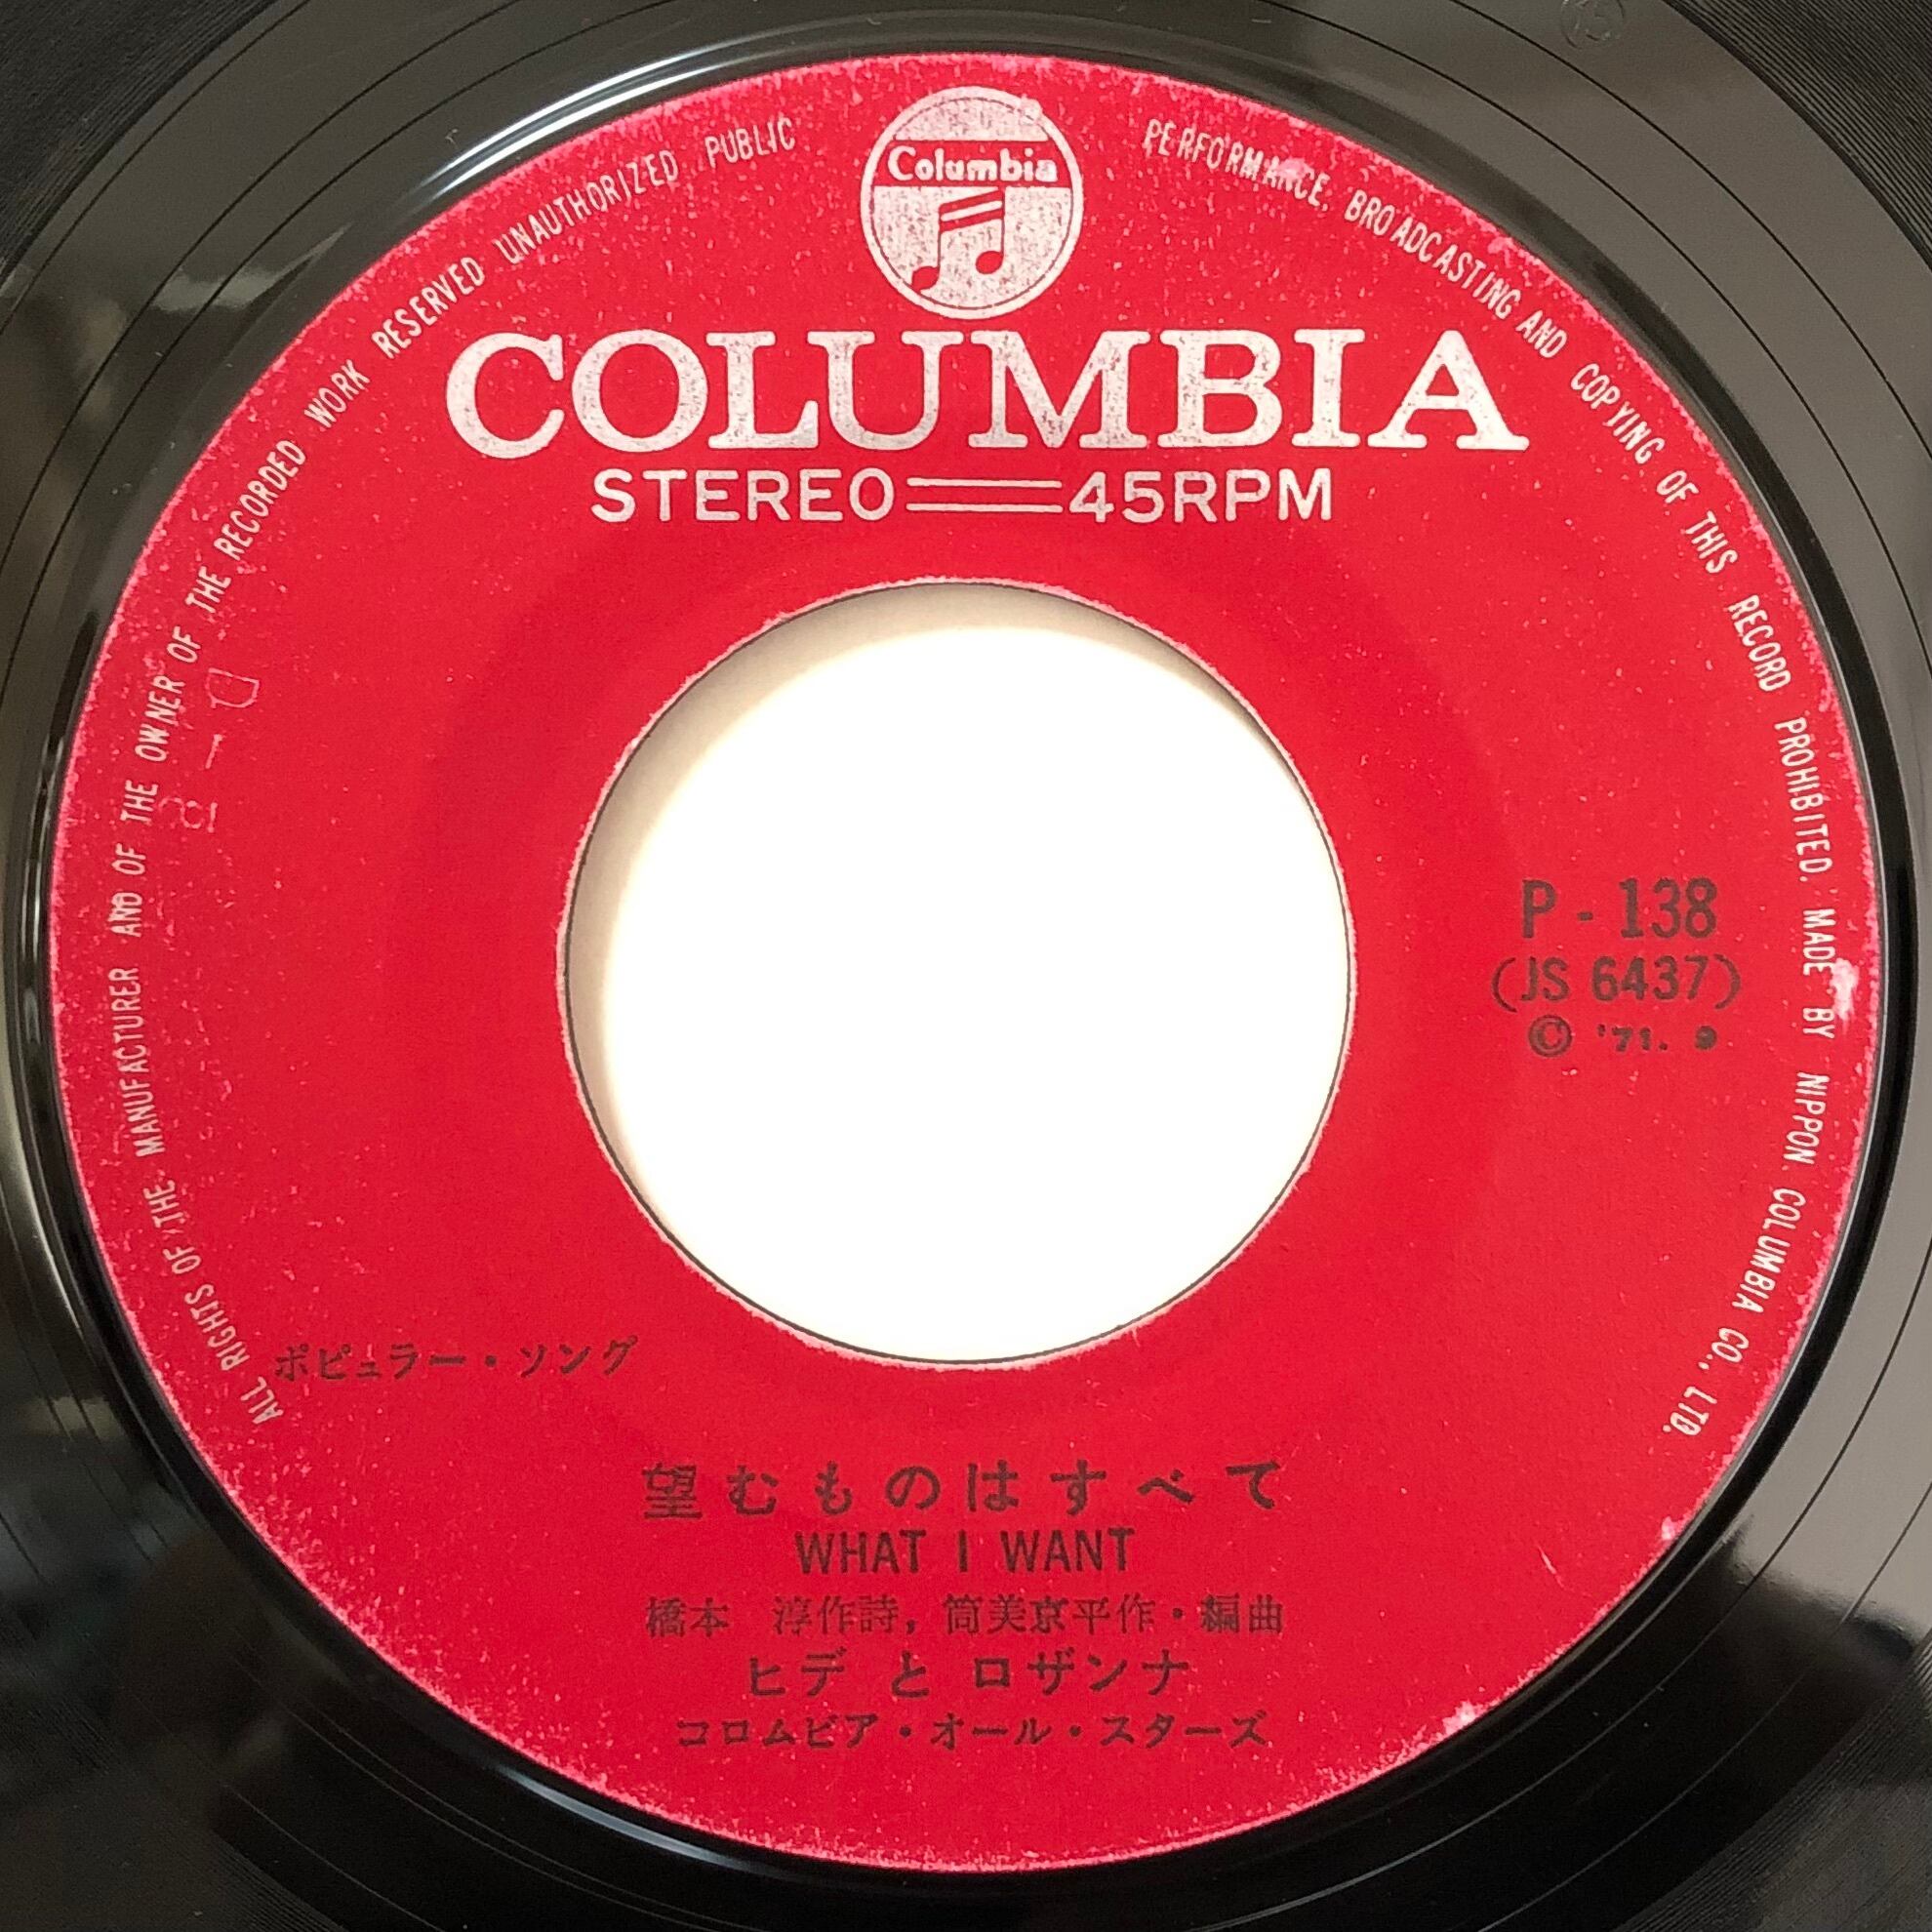 Columbia
COLUMBIA
STEREO 45RPM
ALL RIGHTS OF THE MANUFACTURER AND OF THE OWNER OF THE RECORDED WORK RESERVED UNAUTHORIZED PUBLIC PERFORMANCE, BROADCASTING AND COPYING OF THIS RECORD PROHIBITED. MADE BY NIPPON COLUMBIA CO., LTD.
P - 138
(JS 6437)
© '71. 9
ポピュラー・ソング
望むものはすべて
WHAT I WANT
橋本 淳作詩, 筒美京平作・編曲
ヒデ と ロザンナ
コロムビア・オール・スターズ